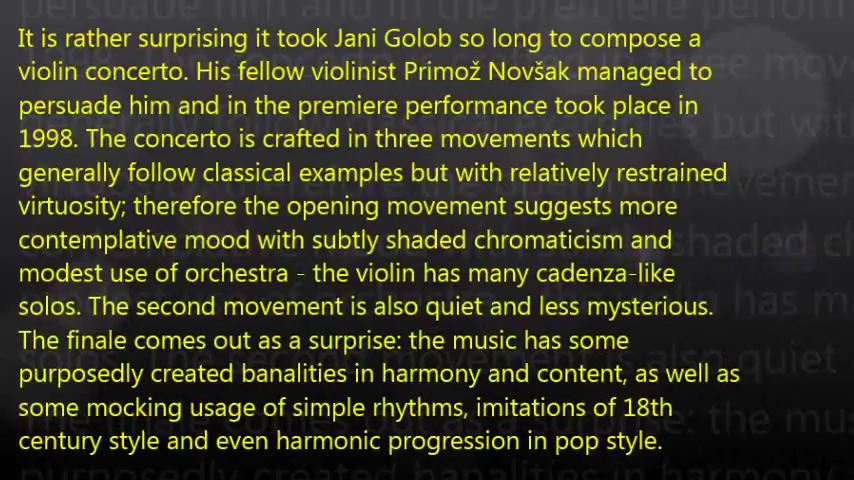 It is rather surprising it took Jani Golob so long to compose a
violin concerto. His fellow violinist Primož Novšak managed to
persuade him and in the premiere performance took place in
1998. The concerto is crafted in three movements which
generally follow classical examples but with relatively restrained
virtuosity; therefore the opening movement suggests more
contemplative mood with subtly shaded chromaticism and
modest use of orchestra - the violin has many cadenza-like
solos. The second movement is also quiet and less mysterious.
The finale comes out as a surprise: the music has some
purposedly created banalities in harmony and content, as well as
some mocking usage of simple rhythms, imitations of 18th
century style and even harmonic progression in pop style.